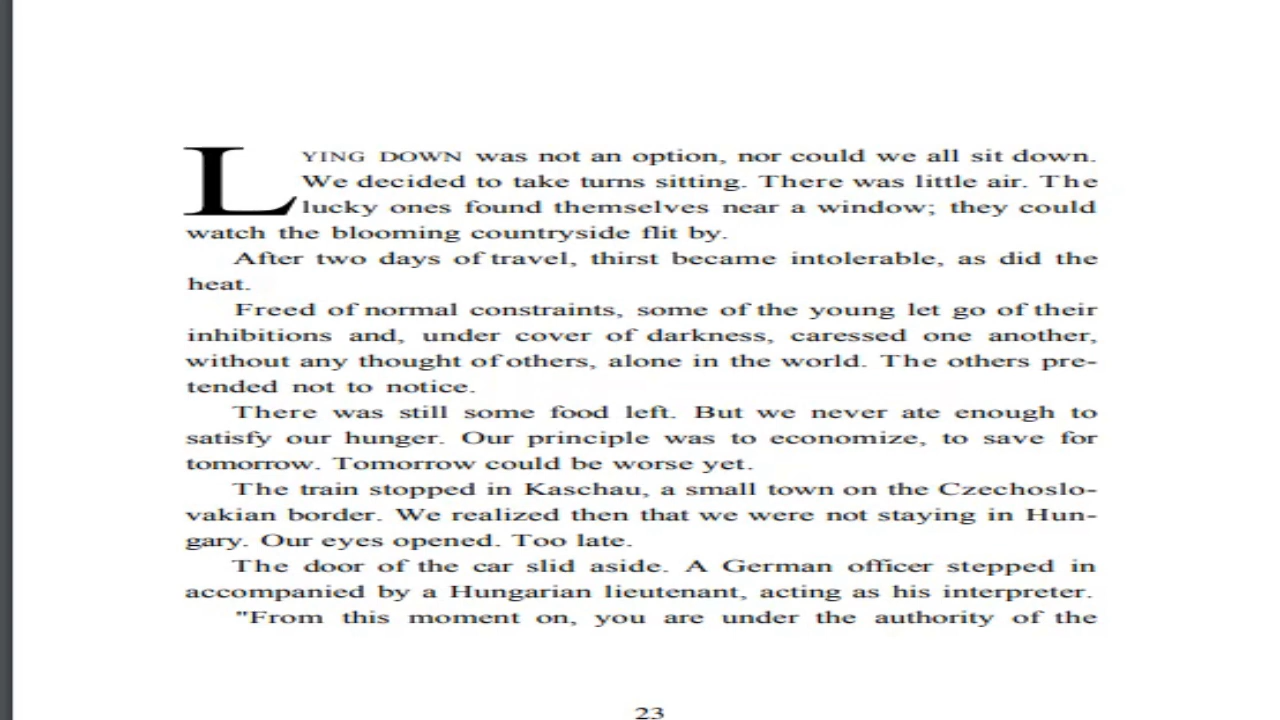 LYING DOWN was not an option, nor could we all sit down.
We decided to take turns sitting. There was little air. The
lucky ones found themselves near a window; they could
watch the blooming countryside flit by.
After two days of travel, thirst became intolerable, as did the
heat.
Freed of normal constraints, some of the young let go of their
inhibitions and, under cover of darkness, caressed one another,
without any thought of others, alone in the world. The others pre-
tended not to notice.
There was still some food left. But we never ate enough to
satisfy our hunger. Our principle was to economize, to save for
tomorrow. Tomorrow could be worse yet.
The train stopped in Kaschau, a small town on the Czechoslo-
vakian border. We realized then that we were not staying in Hun-
gary. Our eyes opened. Too late.
The door of the car slid aside. A German officer stepped in
accompanied by a Hungarian lieutenant, acting as his interpreter.
"From this moment on, you are under the authority of the
23